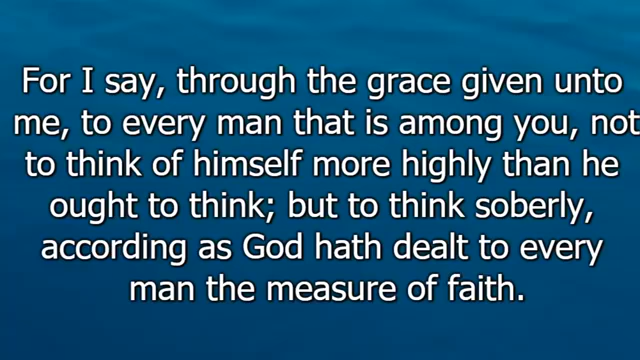 For I say, through the grace given unto
me, to every man that is among you, not
to think of himself more highly than he
ought to think; but to think soberly,
according as God hath dealt to every
man the measure of faith.